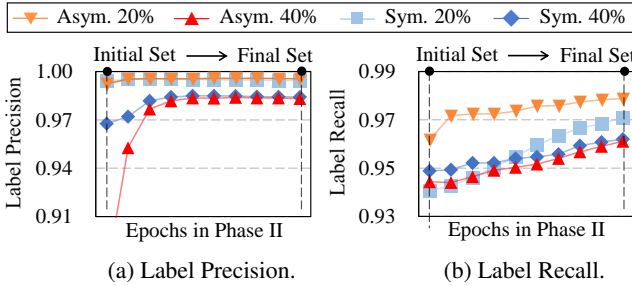 Asym. 20% Asym. 40% Sym. 20% Sym. 40%
Initial Set Final Set
1.00
0.97
0.94
0.91
Label Precision
Epochs in Phase II
(a) Label Precision.
Initial Set Final Set
0.99
0.97
0.95
0.93
Label Recall
Epochs in Phase II
(b) Label Recall.